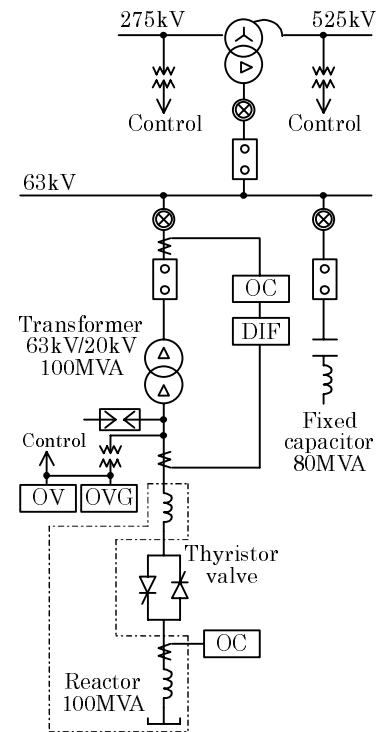 275kV 525kV
Control Control
63kV
OC
Transformer DIF
63kV/20kV
100MVA
Fixed
capacitor
80MVA
Control
OV OVG
Thyristor
valve
OC
Reactor
100MVA